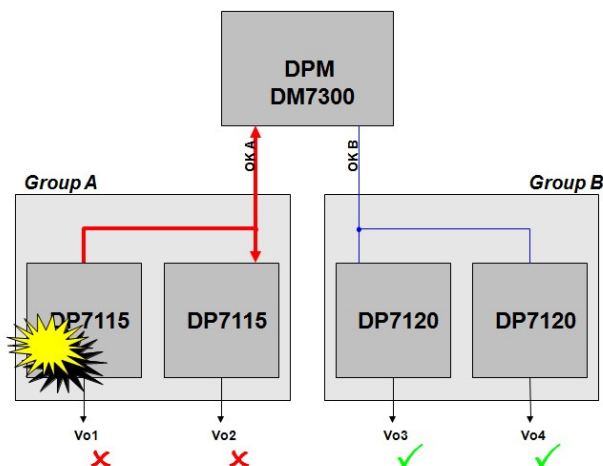 DPM
DM7300
OK A
OK B
Group A
Group B
DP7115
DP7115
DP7120
DP7120
Vo1
Vo2
Vo3
Vo4